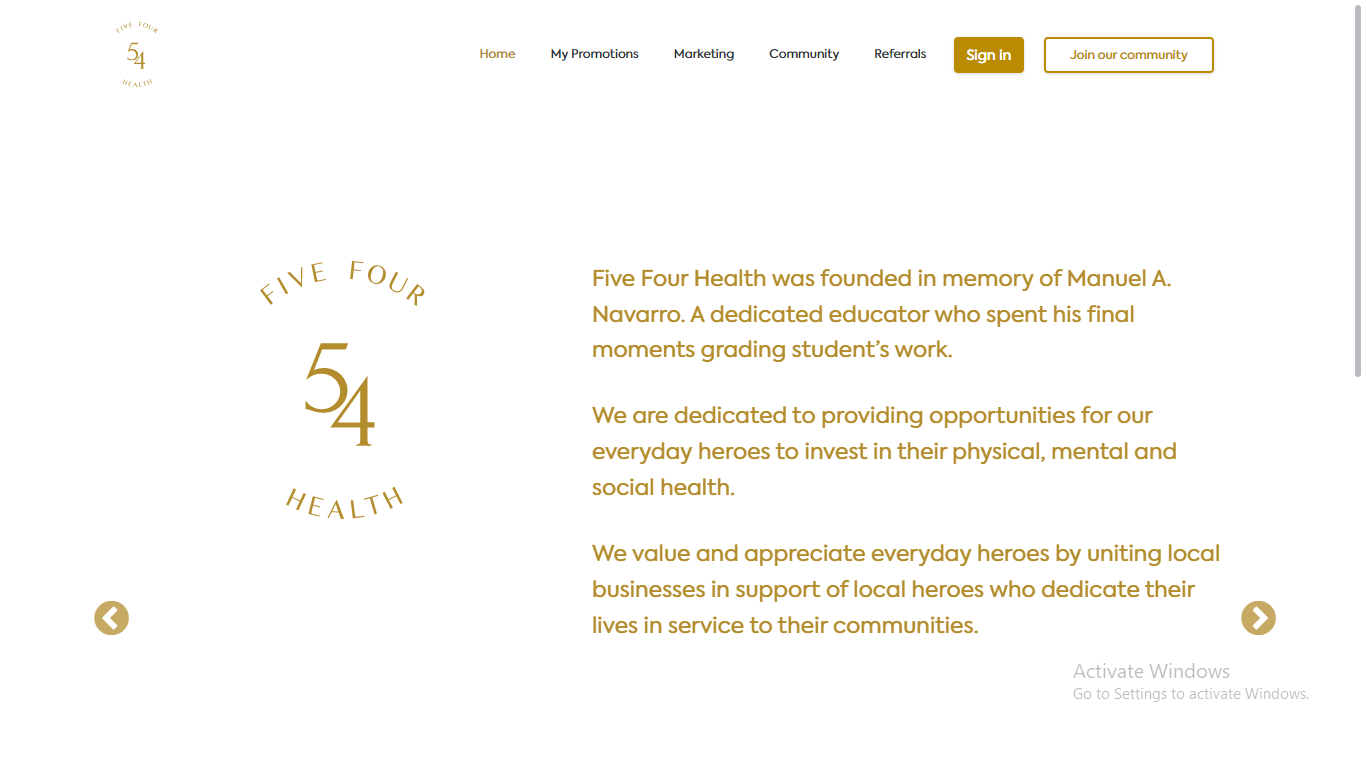 FIVE FOUR
54
HEALTH
Home My Promotions Marketing Community Referrals Sign in Join our community
FIVE FOUR
54
HEALTH
Five Four Health was founded in memory of Manuel A.
Navarro. A dedicated educator who spent his final
moments grading student’s work.
We are dedicated to providing opportunities for our
everyday heroes to invest in their physical, mental and
social health.
We value and appreciate everyday heroes by uniting local
businesses in support of local heroes who dedicate their
lives in service to their communities.
Activate Windows
Go to Settings to activate Windows.